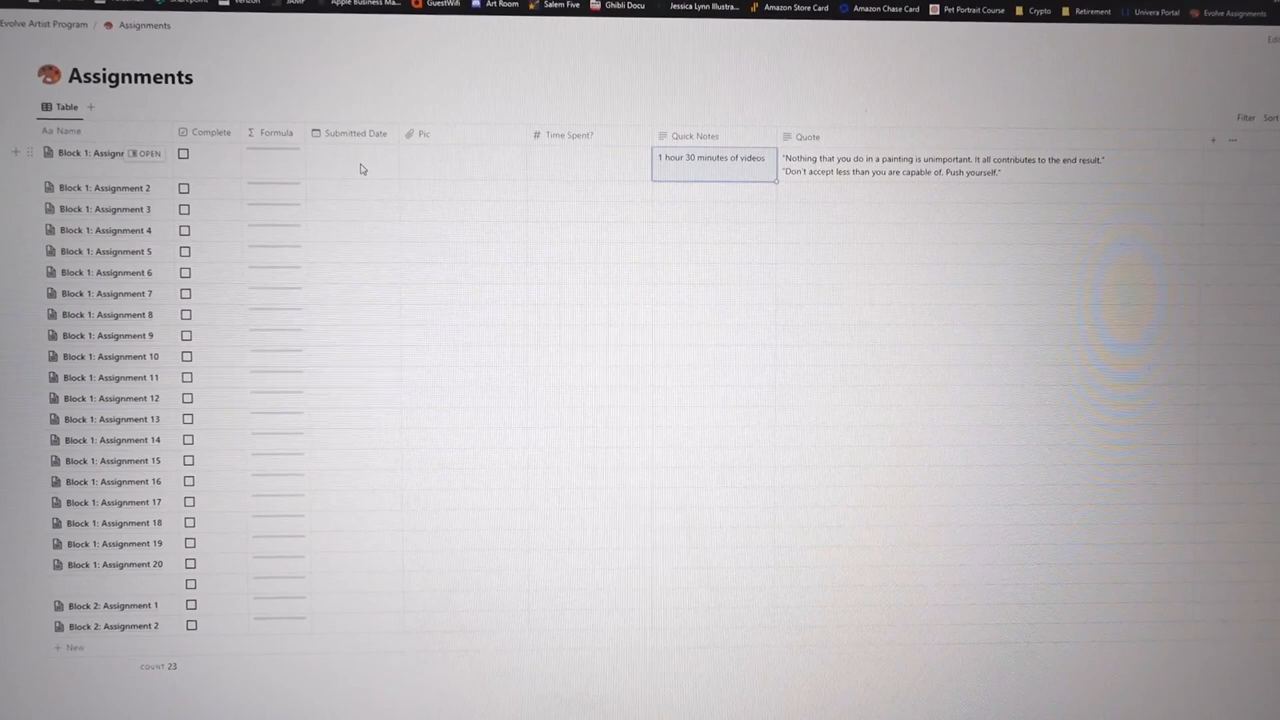 Apple Business Ma...
GuestWifi
Art Room
Salem Five
Ghibli Docu
Jessica Lynn Illustra...
Amazon Store Card
Amazon Chase Card
Pet Portrait Course
Crypto
Retirement
Univera Portal
Evolve Assignments
Evolve Artist Program / Assignments
Assignments
Table +
Filter Sort
Aa Name Complete Σ Formula Submitted Date Pic # Time Spent? Quick Notes Quote + ...
Block 1: Assignr OPEN
1 hour 30 minutes of videos
"Nothing that you do in a painting is unimportant. It all contributes to the end result."
"Don't accept less than you are capable of. Push yourself."
Block 1: Assignment 2
Block 1: Assignment 3
Block 1: Assignment 4
Block 1: Assignment 5
Block 1: Assignment 6
Block 1: Assignment 7
Block 1: Assignment 8
Block 1: Assignment 9
Block 1: Assignment 10
Block 1: Assignment 11
Block 1: Assignment 12
Block 1: Assignment 13
Block 1: Assignment 14
Block 1: Assignment 15
Block 1: Assignment 16
Block 1: Assignment 17
Block 1: Assignment 18
Block 1: Assignment 19
Block 1: Assignment 20
Block 2: Assignment 1
Block 2: Assignment 2
+ New
COUNT 23